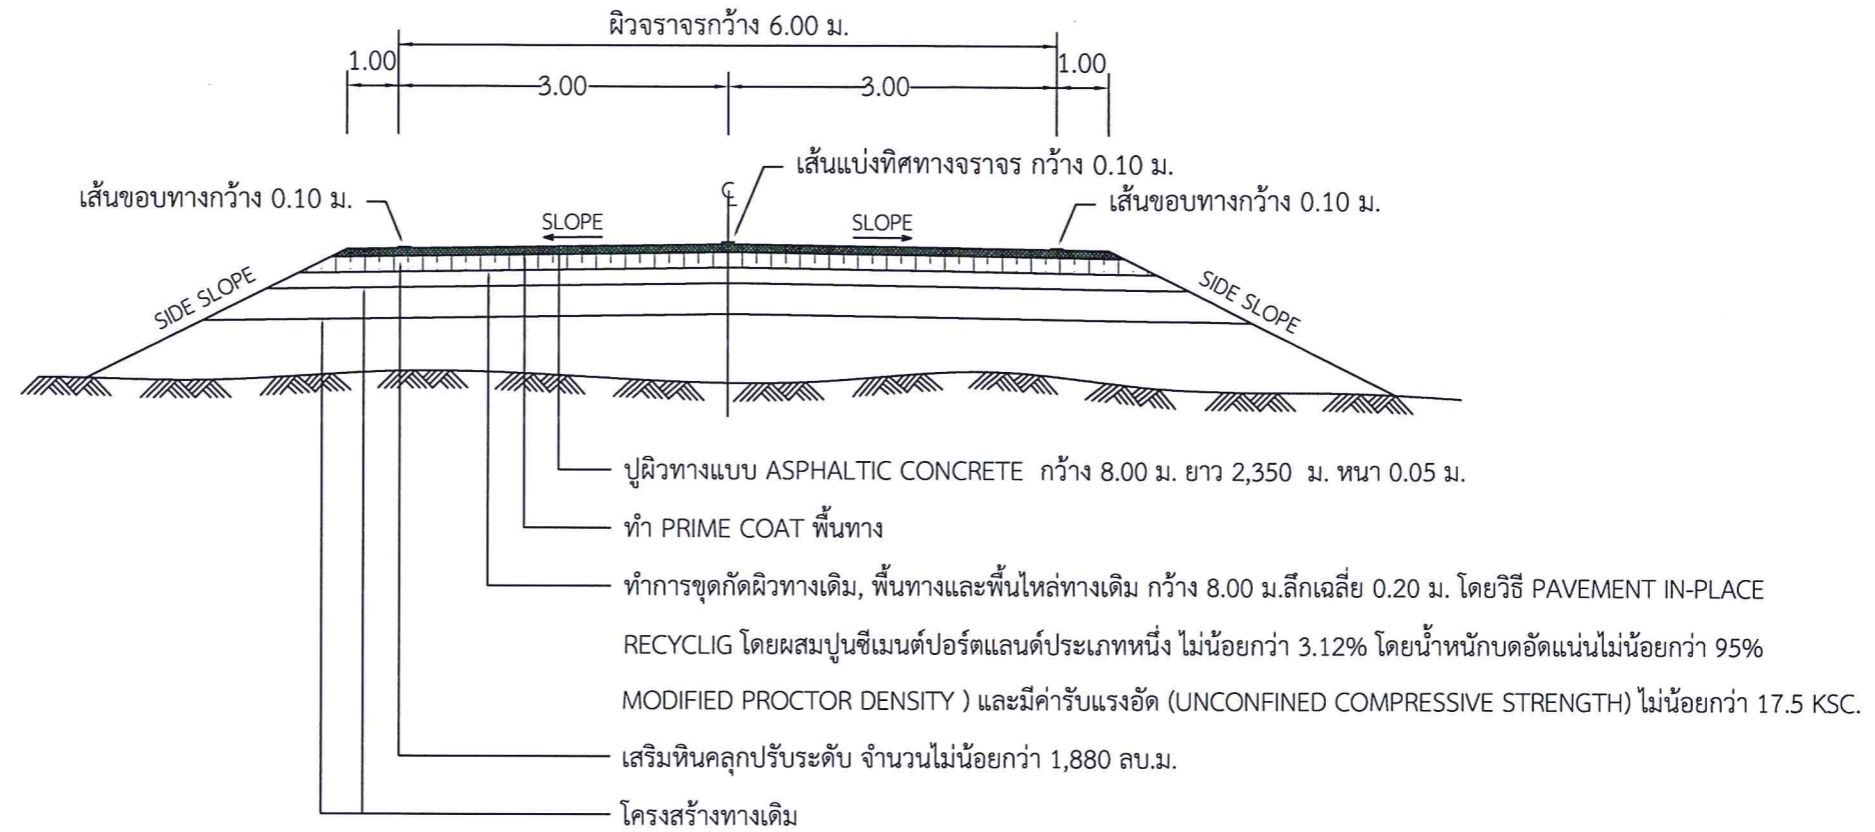 ผิวจราจรกว้าง 6.00 ม.
1.00
3.00
3.00
1.00
เส้นแบ่งทิศทางจราจร กว้าง 0.10 ม.
เส้นขอบทางกว้าง 0.10 ม.
เส้นขอบทางกว้าง 0.10 ม.
℄
SLOPE
SLOPE
SIDE SLOPE
SIDE SLOPE
ปูผิวทางแบบ ASPHALTIC CONCRETE กว้าง 8.00 ม. ยาว 2,350 ม. หนา 0.05 ม.
ทำ PRIME COAT พื้นทาง
ทำการขุดกัดผิวทางเดิม, พื้นทางและพื้นไหล่ทางเดิม กว้าง 8.00 ม.ลึกเฉลี่ย 0.20 ม. โดยวิธี PAVEMENT IN-PLACE
RECYCLIG โดยผสมปูนซีเมนต์ปอร์ตแลนด์ประเภทหนึ่ง ไม่น้อยกว่า 3.12% โดยน้ำหนักบดอัดแน่นไม่น้อยกว่า 95%
MODIFIED PROCTOR DENSITY ) และมีค่ารับแรงอัด (UNCONFINED COMPRESSIVE STRENGTH) ไม่น้อยกว่า 17.5 KSC.
เสริมหินคลุกปรับระดับ จำนวนไม่น้อยกว่า 1,880 ลบ.ม.
โครงสร้างทางเดิม